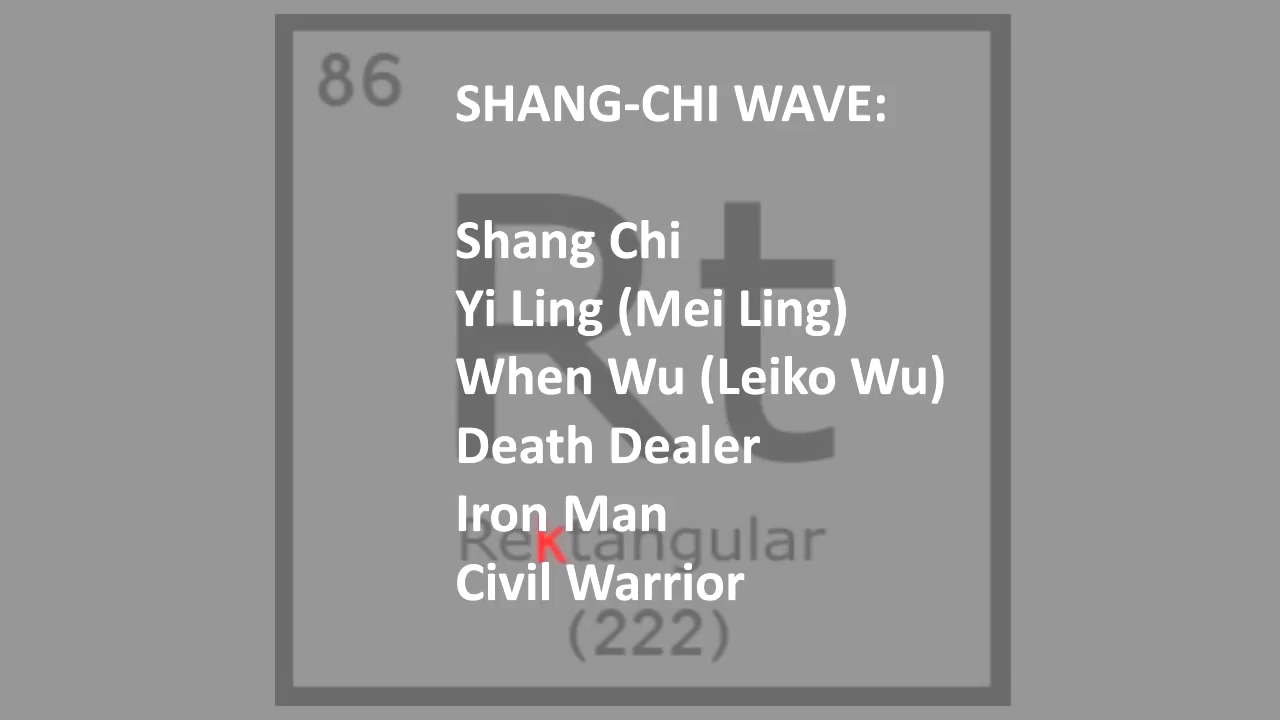 86
SHANG-CHI WAVE:
Rt
Shang Chi
Yi Ling (Mei Ling)
When Wu (Leiko Wu)
Death Dealer
Iron Man
ReKtangular
Civil Warrior
(222)